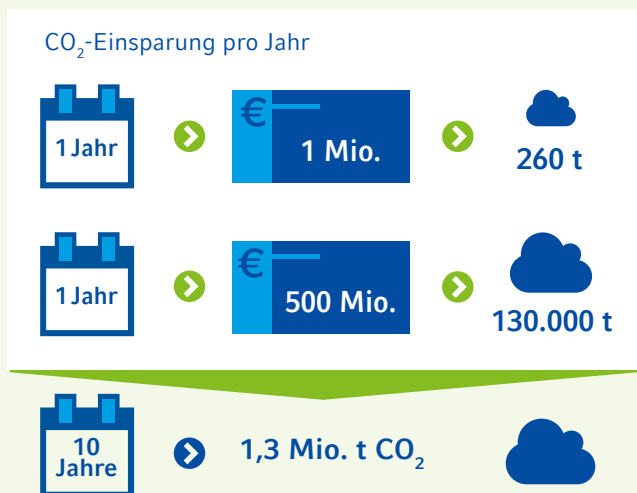 CO₂-Einsparung pro Jahr
1 Jahr
€
1 Mio.
260 t
1 Jahr
€
500 Mio.
130.000 t
10
Jahre
1,3 Mio. t CO₂